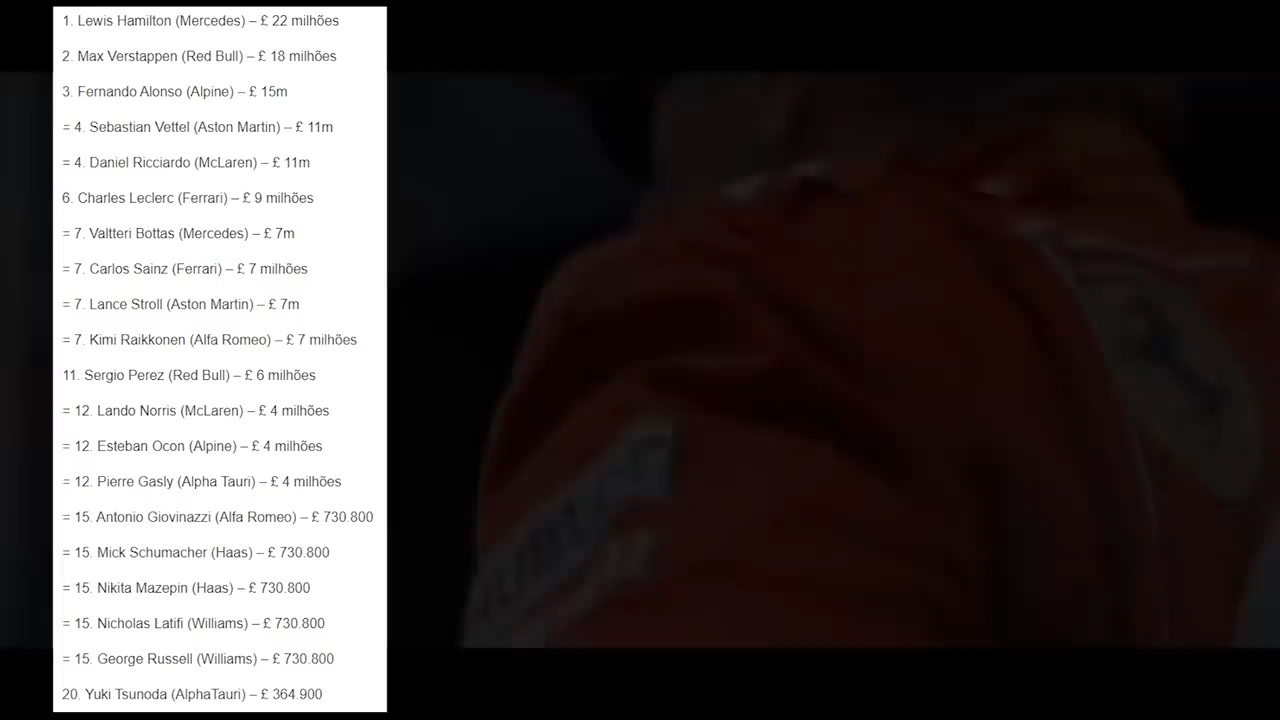 1. Lewis Hamilton (Mercedes) – £ 22 milhões
2. Max Verstappen (Red Bull) – £ 18 milhões
3. Fernando Alonso (Alpine) – £ 15m
= 4. Sebastian Vettel (Aston Martin) – £ 11m
= 4. Daniel Ricciardo (McLaren) – £ 11m
6. Charles Leclerc (Ferrari) – £ 9 milhões
= 7. Valtteri Bottas (Mercedes) – £ 7m
= 7. Carlos Sainz (Ferrari) – £ 7 milhões
= 7. Lance Stroll (Aston Martin) – £ 7m
= 7. Kimi Raikkonen (Alfa Romeo) – £ 7 milhões
11. Sergio Perez (Red Bull) – £ 6 milhões
= 12. Lando Norris (McLaren) – £ 4 milhões
= 12. Esteban Ocon (Alpine) – £ 4 milhões
= 12. Pierre Gasly (Alpha Tauri) – £ 4 milhões
= 15. Antonio Giovinazzi (Alfa Romeo) – £ 730.800
= 15. Mick Schumacher (Haas) – £ 730.800
= 15. Nikita Mazepin (Haas) – £ 730.800
= 15. Nicholas Latifi (Williams) – £ 730.800
= 15. George Russell (Williams) – £ 730.800
20. Yuki Tsunoda (AlphaTauri) – £ 364.900